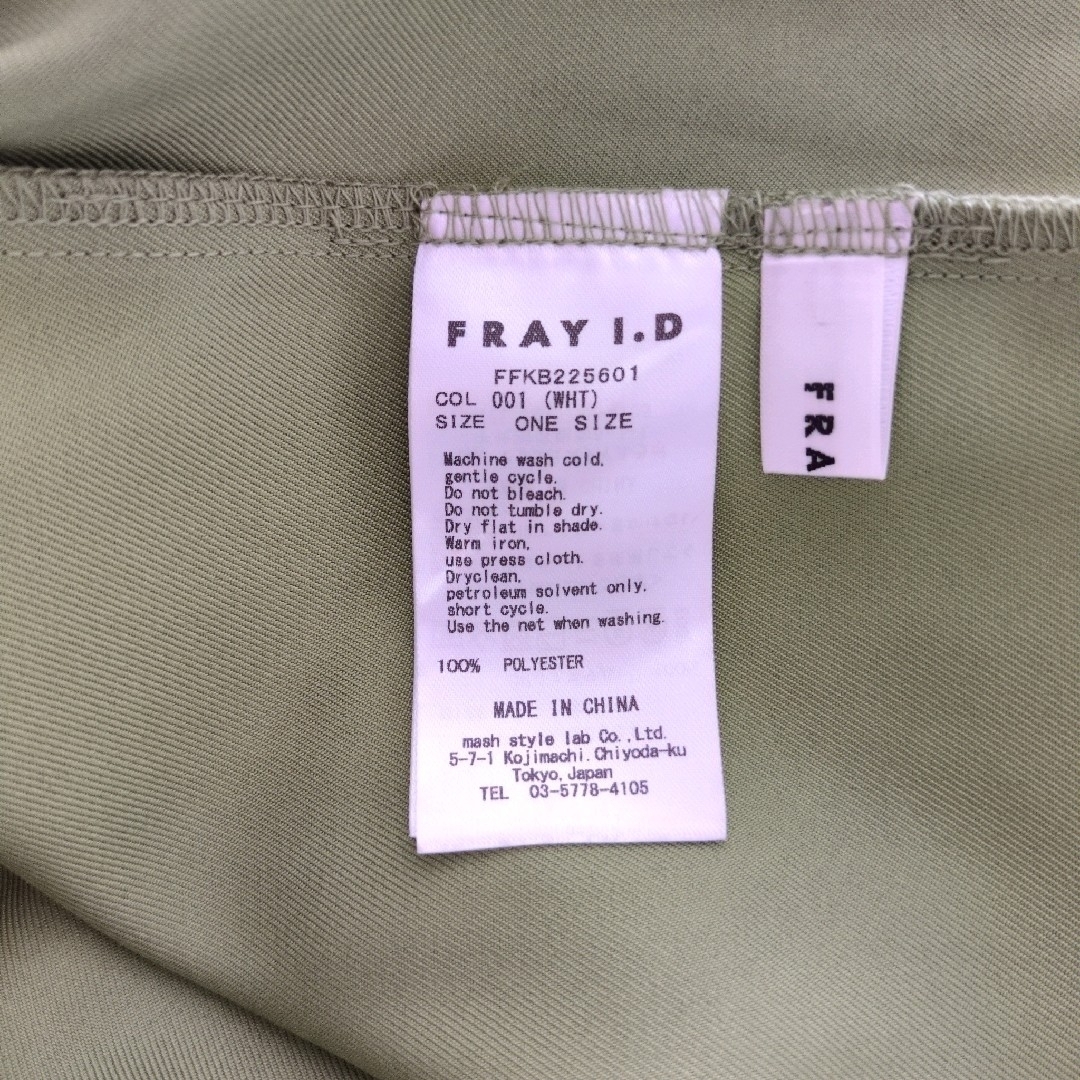 FRAY I.D
FFKB225601
COL 001 (WHT)
SIZE ONE SIZE
Machine wash cold,
gentle cycle.
Do not bleach.
Do not tumble dry.
Dry flat in shade.
Warm iron,
use press cloth.
Dryclean,
petroleum solvent only.
short cycle.
Use the net when washing.
100% POLYESTER
MADE IN CHINA
mash style lab Co.,Ltd.
5-7-1 Kojimachi.Chiyoda-ku
Tokyo,Japan
TEL 03-5778-4105
FRA